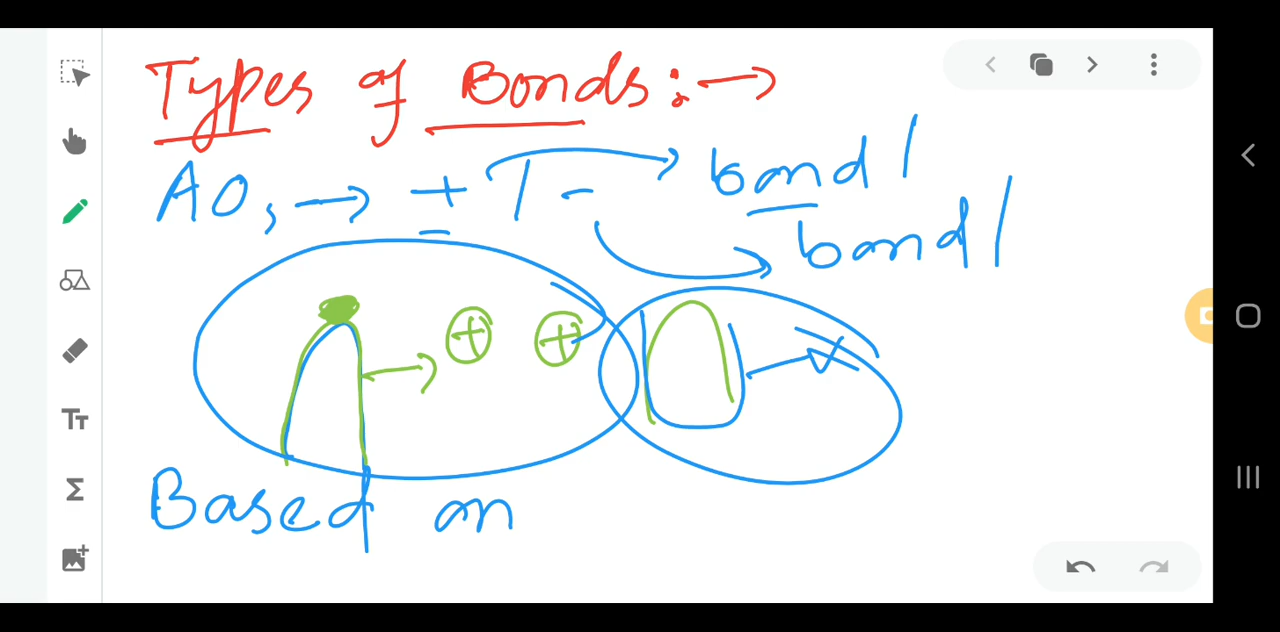 Types of Bonds :→
AO, → + T - → band /
band /
+ +
Based on